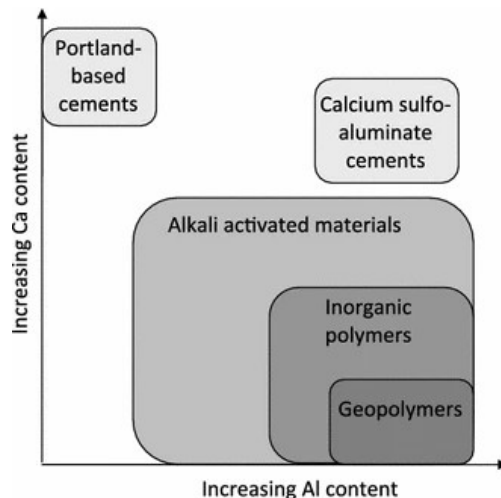 Portland-
based
cements
Calcium sulfo-
aluminate
cements
Increasing Ca content
Alkali activated materials
Inorganic
polymers
Geopolymers
Increasing Al content